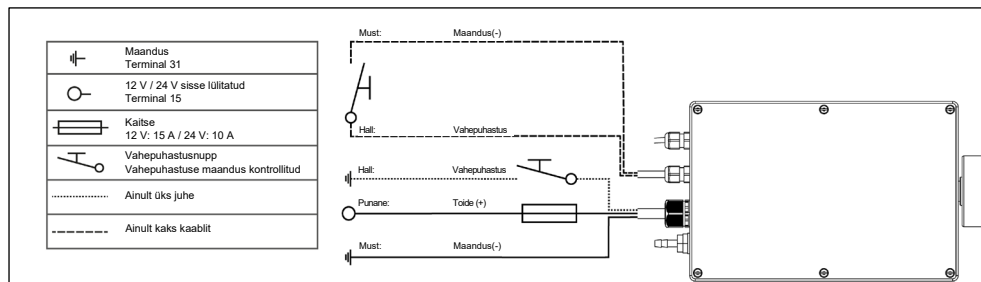 Maandus
Terminal 31
12 V / 24 V sisse lülitatud
Terminal 15
Kaitse
12 V: 15 A / 24 V: 10 A
Vahepuhastusnupp
Vahepuhastuse maandus kontrollitud
Ainult üks juhe
Ainult kaks kaablit
Must: Maandus(-)
Hall: Vahepuhastus
Hall: Vahepuhastus
Punane: Toide (+)
Must: Maandus(-)